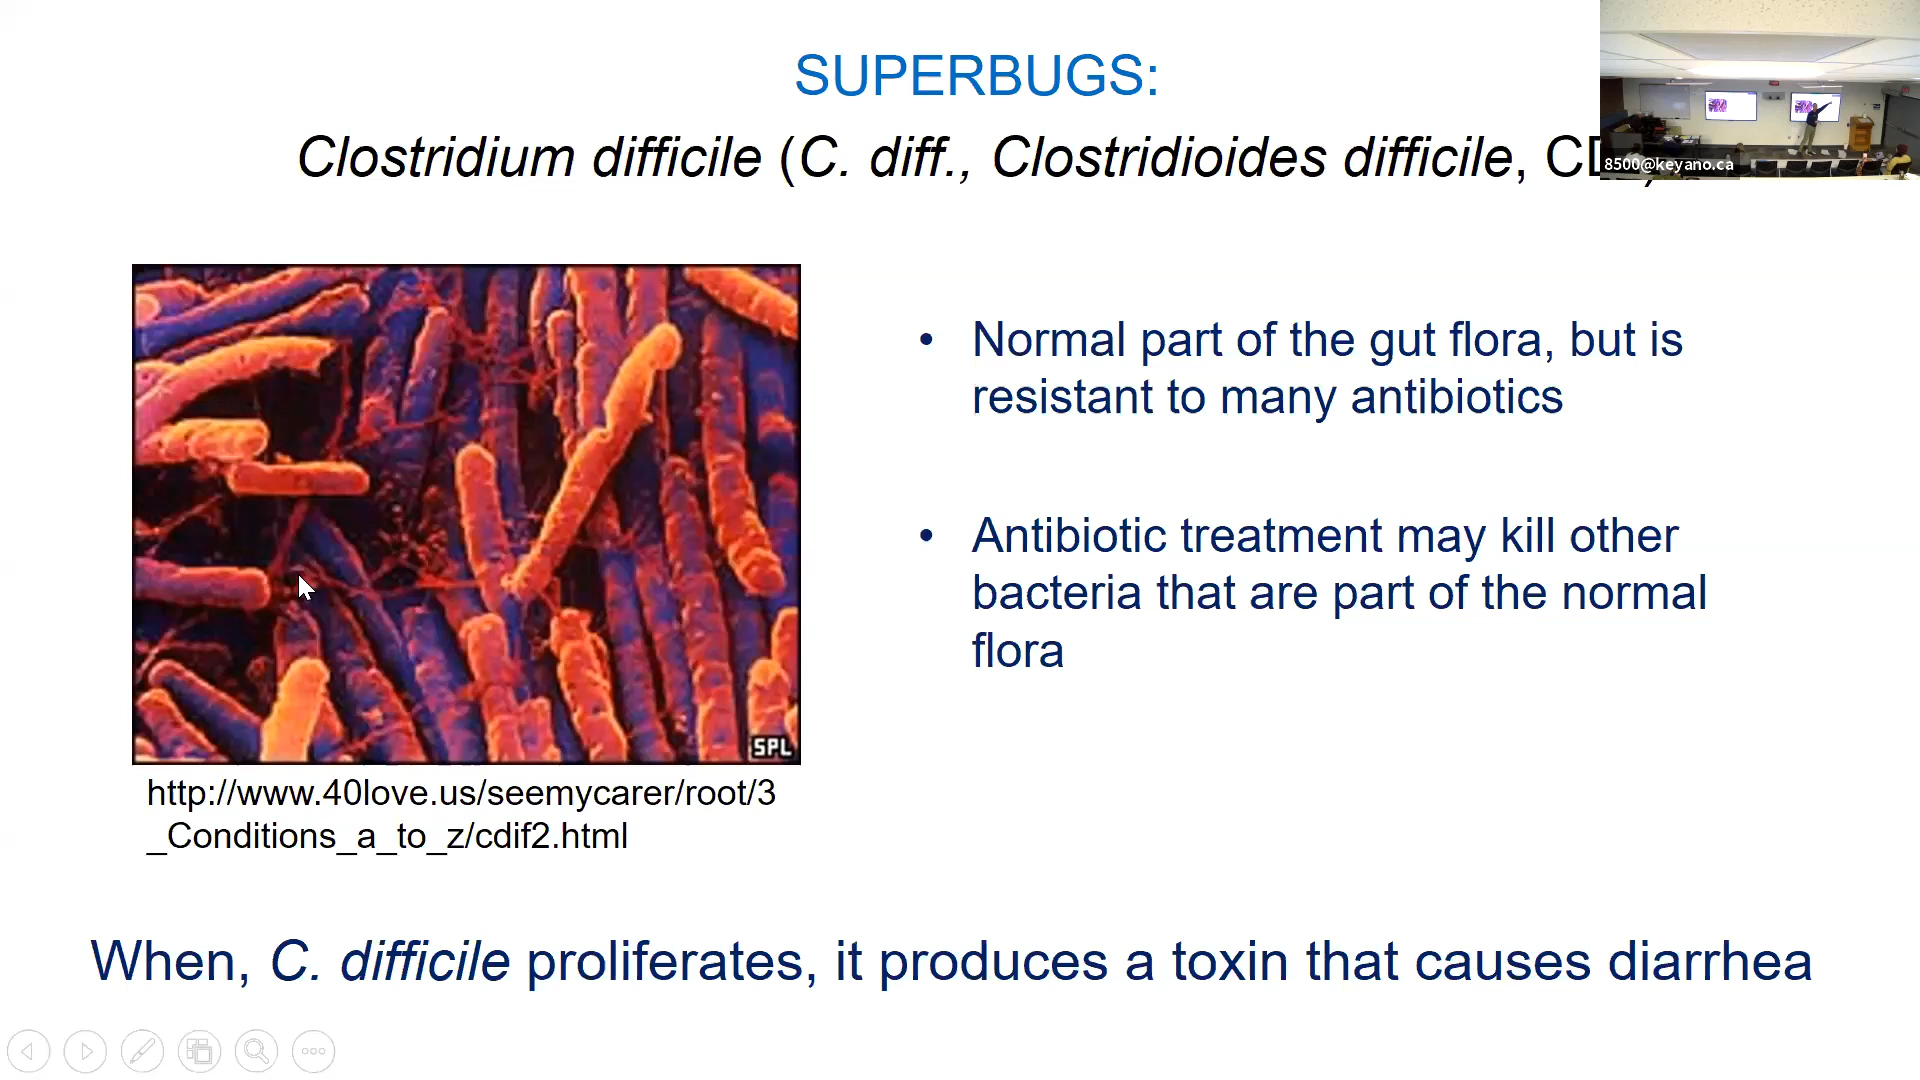 SUPERBUGS:
Clostridium difficile (C. diff., Clostridioides difficile,
8500@keyano.ca
• Normal part of the gut flora, but is
resistant to many antibiotics
• Antibiotic treatment may kill other
bacteria that are part of the normal
flora
SPL
http://www.40love.us/seemycarer/root/3
_Conditions_a_to_z/cdif2.html
When, C. difficile proliferates, it produces a toxin that causes diarrhea